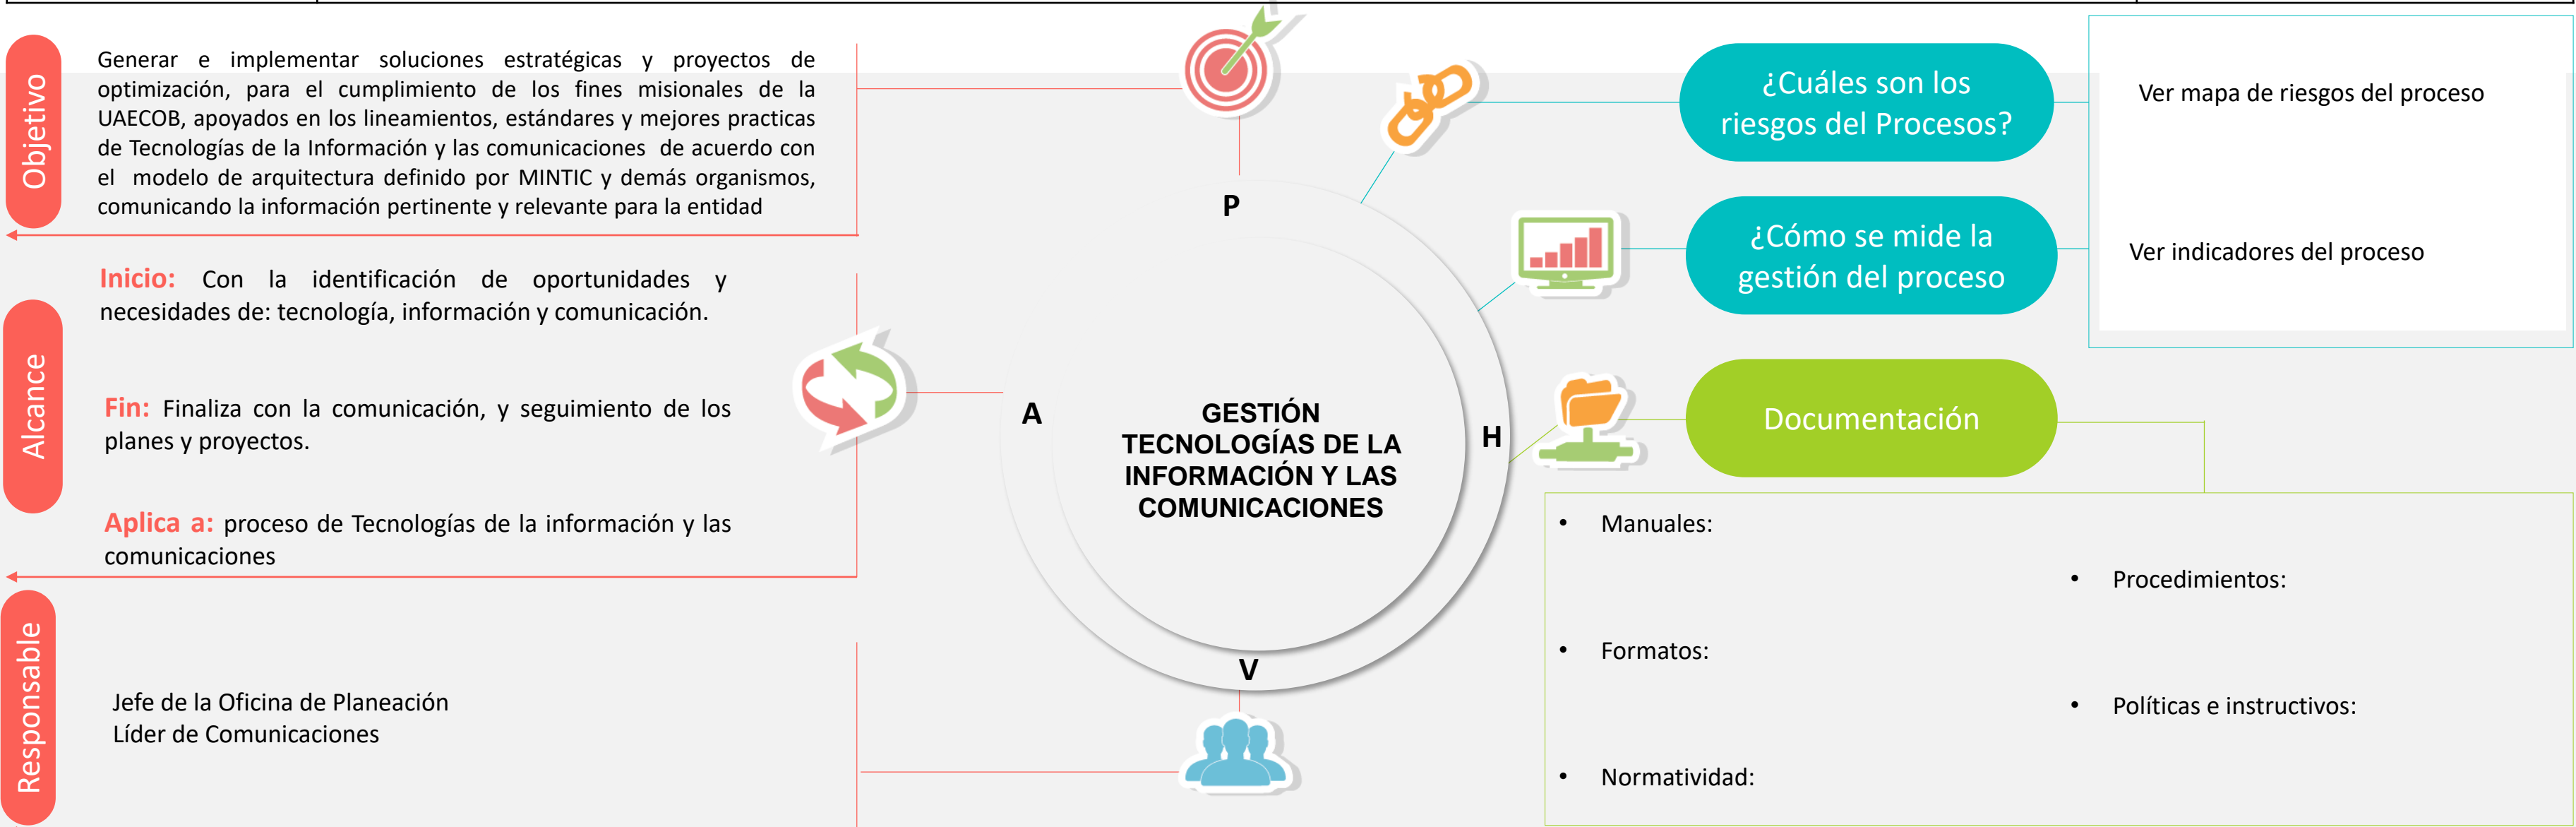 Objetivo
Generar e implementar soluciones estratégicas y proyectos de
optimización, para el cumplimiento de los fines misionales de la
UAECOB, apoyados en los lineamientos, estándares y mejores practicas
de Tecnologías de la Información y las comunicaciones de acuerdo con
el modelo de arquitectura definido por MINTIC y demás organismos,
comunicando la información pertinente y relevante para la entidad
Alcance
Inicio: Con la identificación de oportunidades y
necesidades de: tecnología, información y comunicación.
Fin: Finaliza con la comunicación, y seguimiento de los
planes y proyectos.
Aplica a: proceso de Tecnologías de la información y las
comunicaciones
Responsable
Jefe de la Oficina de Planeación
Líder de Comunicaciones
P
A
GESTIÓN
TECNOLOGÍAS DE LA
INFORMACIÓN Y LAS
COMUNICACIONES
H
V
¿Cuáles son los
riesgos del Procesos?
Ver mapa de riesgos del proceso
¿Cómo se mide la
gestión del proceso
Ver indicadores del proceso
Documentación
• Manuales:
• Formatos:
• Normatividad:
• Procedimientos:
• Políticas e instructivos: